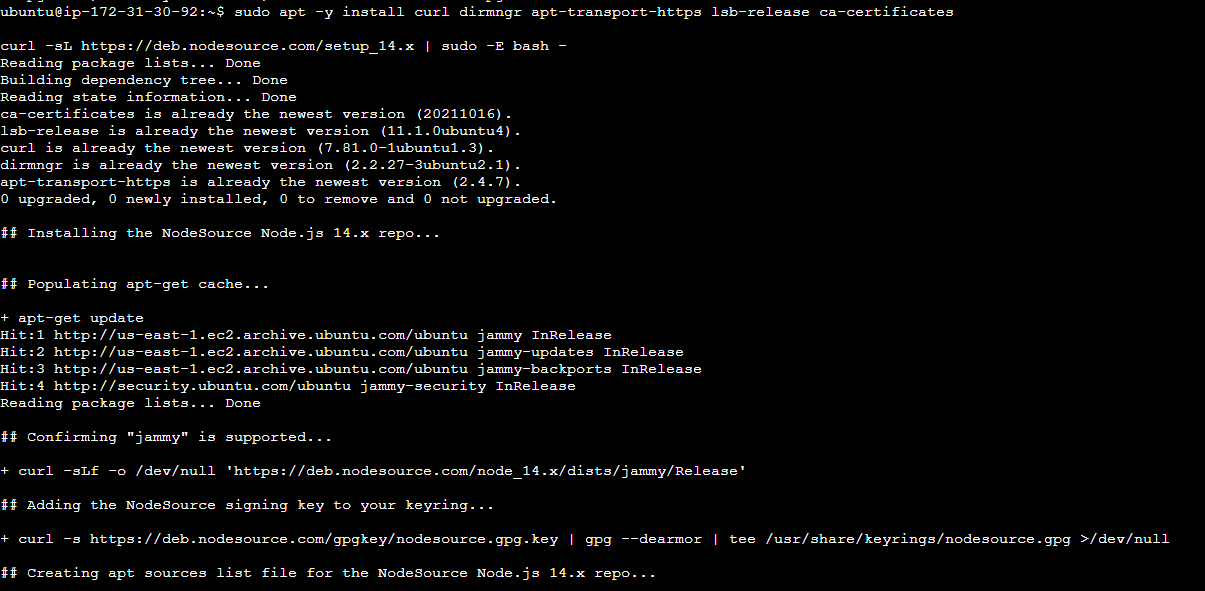 ubuntu@ip-172-31-30-92:~$ sudo apt -y install curl dirmngr apt-transport-https lsb-release ca-certificates
curl -sL https://deb.nodesource.com/setup_14.x | sudo -E bash -
Reading package lists... Done
Building dependency tree... Done
Reading state information... Done
ca-certificates is already the newest version (20211016).
lsb-release is already the newest version (11.1.0ubuntu4).
curl is already the newest version (7.81.0-1ubuntu1.3).
dirmngr is already the newest version (2.2.27-3ubuntu2.1).
apt-transport-https is already the newest version (2.4.7).
0 upgraded, 0 newly installed, 0 to remove and 0 not upgraded.
## Installing the NodeSource Node.js 14.x repo...
## Populating apt-get cache...
+ apt-get update
Hit:1 http://us-east-1.ec2.archive.ubuntu.com/ubuntu jammy InRelease
Hit:2 http://us-east-1.ec2.archive.ubuntu.com/ubuntu jammy-updates InRelease
Hit:3 http://us-east-1.ec2.archive.ubuntu.com/ubuntu jammy-backports InRelease
Hit:4 http://security.ubuntu.com/ubuntu jammy-security InRelease
Reading package lists... Done
## Confirming "jammy" is supported...
+ curl -sLf -o /dev/null 'https://deb.nodesource.com/node_14.x/dists/jammy/Release'
## Adding the NodeSource signing key to your keyring...
+ curl -s https://deb.nodesource.com/gpgkey/nodesource.gpg.key | gpg --dearmor | tee /usr/share/keyrings/nodesource.gpg >/dev/null
## Creating apt sources list file for the NodeSource Node.js 14.x repo...